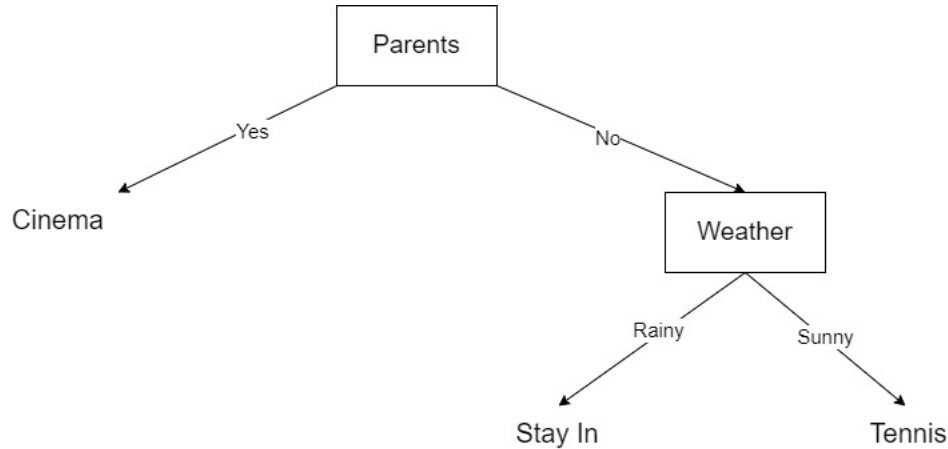 Parents
Yes
No
Cinema
Weather
Rainy
Sunny
Stay In
Tennis